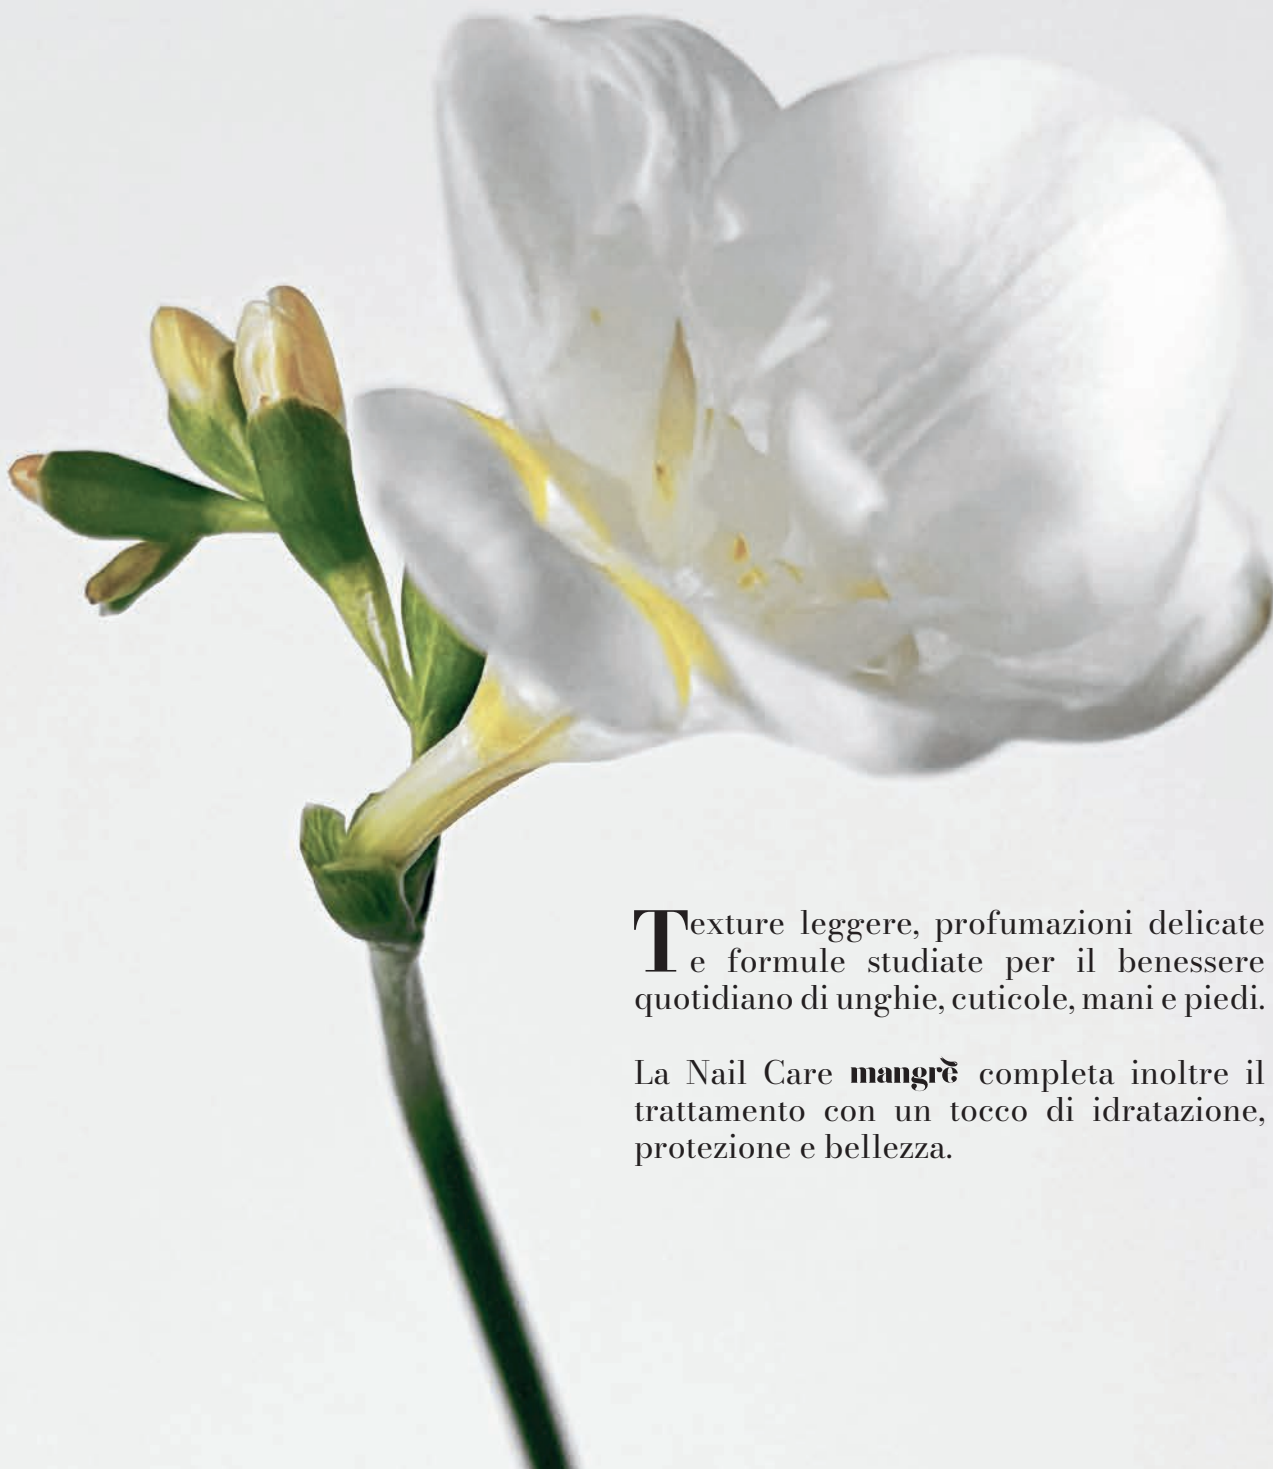 Texture leggere, profumazioni delicate
e formule studiate per il benessere
quotidiano di unghie, cuticole, mani e piedi.
La Nail Care mangrè completa inoltre il
trattamento con un tocco di idratazione,
protezione e bellezza.